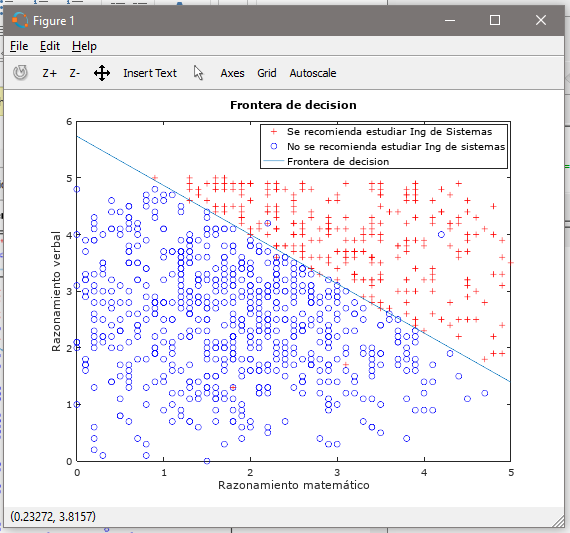 Figure 1
File Edit Help
Z+ Z- Insert Text Axes Grid Autoscale
Frontera de decision
Se recomienda estudiar Ing de Sistemas
No se recomienda estudiar Ing de sistemas
Frontera de decision
6
5
4
3
2
1
0
Razonamiento verbal
0 1 2 3 4 5
Razonamiento matemático
(0.23272, 3.8157)